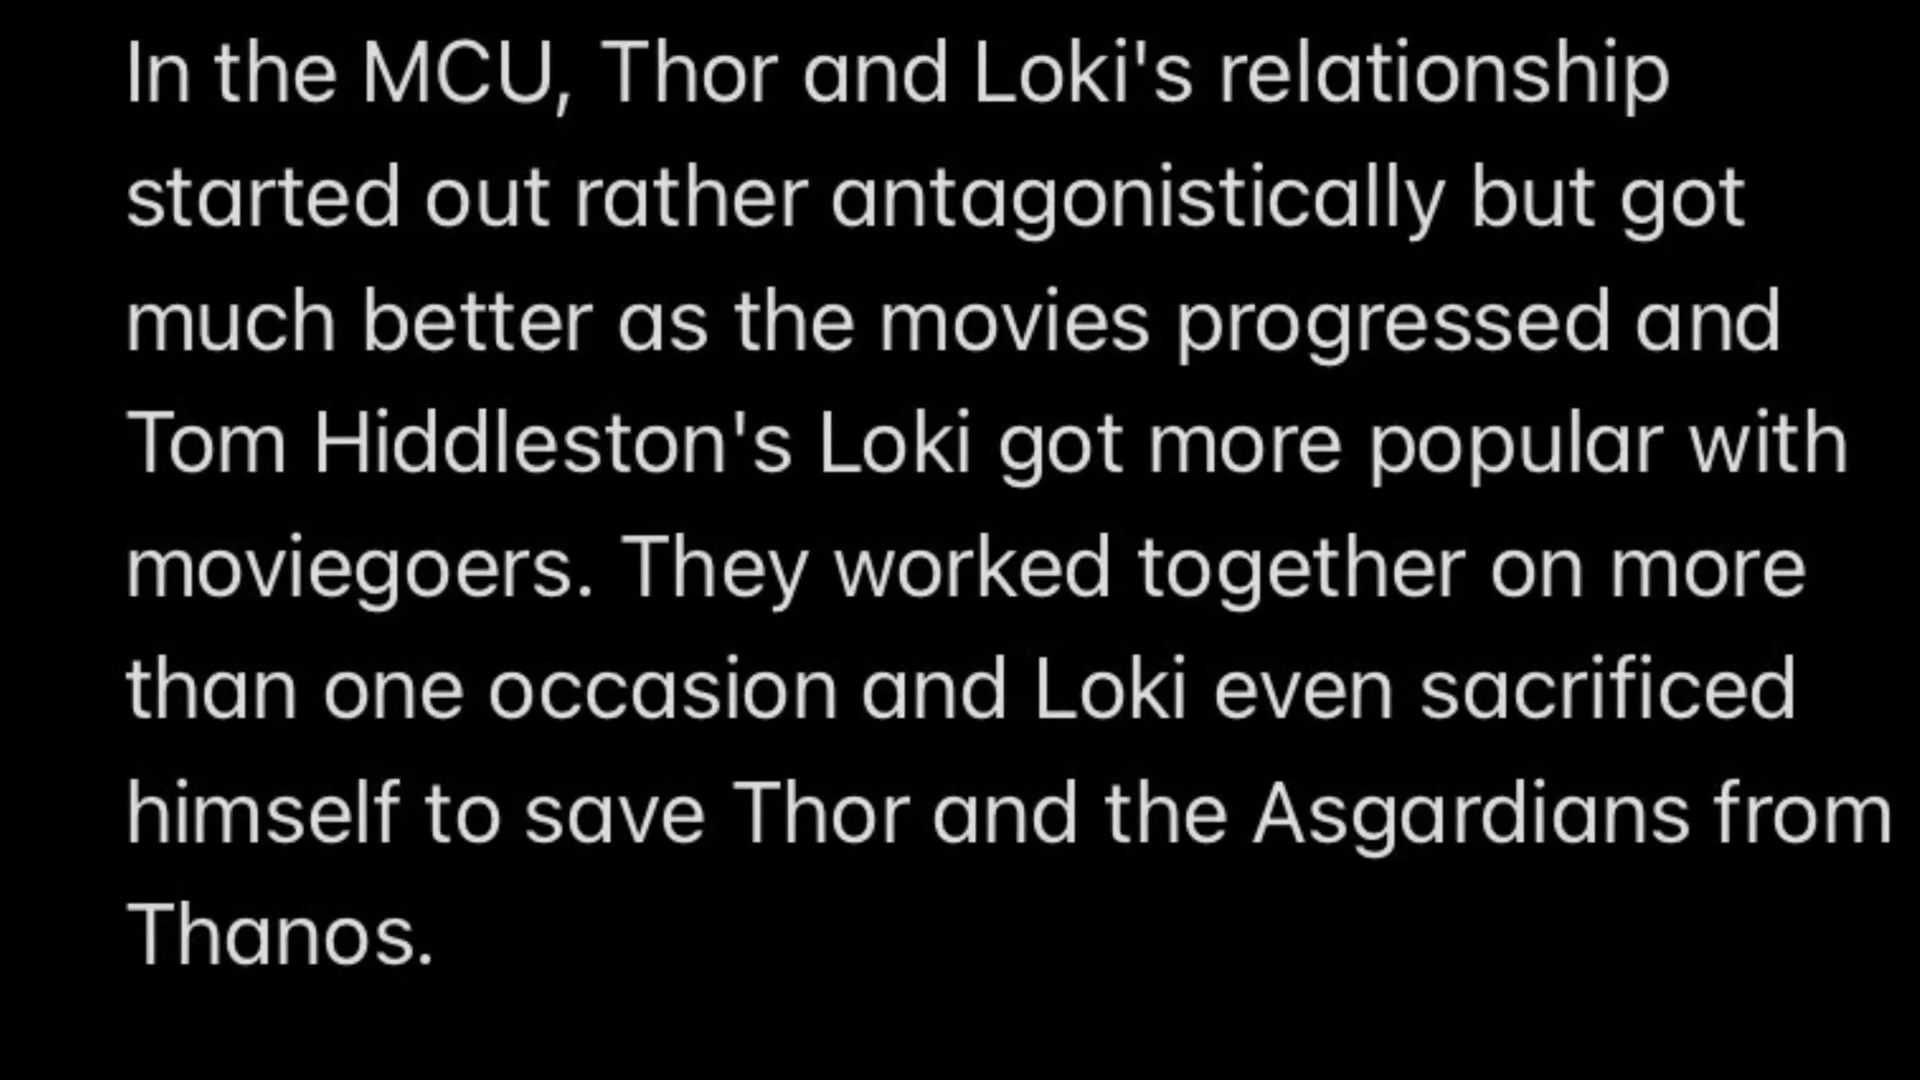 In the MCU, Thor and Loki's relationship
started out rather antagonistically but got
much better as the movies progressed and
Tom Hiddleston's Loki got more popular with
moviegoers. They worked together on more
than one occasion and Loki even sacrificed
himself to save Thor and the Asgardians from
Thanos.